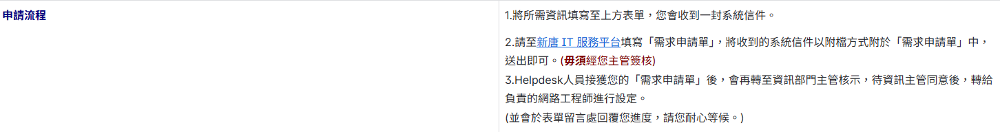 申請流程
1.將所需資訊填寫至上方表單，您會收到一封系統信件。
2.請至新唐 IT 服務平台填寫「需求申請單」，將收到的系統信件以附檔方式附於「需求申請單」中，
送出即可。(毋須經您主管簽核)
3.Helpdesk人員接獲您的「需求申請單」後，會再轉至資訊部門主管核示，待資訊主管同意後，轉給
負責的網路工程師進行設定。
(並會於表單留言處回覆您進度，請您耐心等候。)